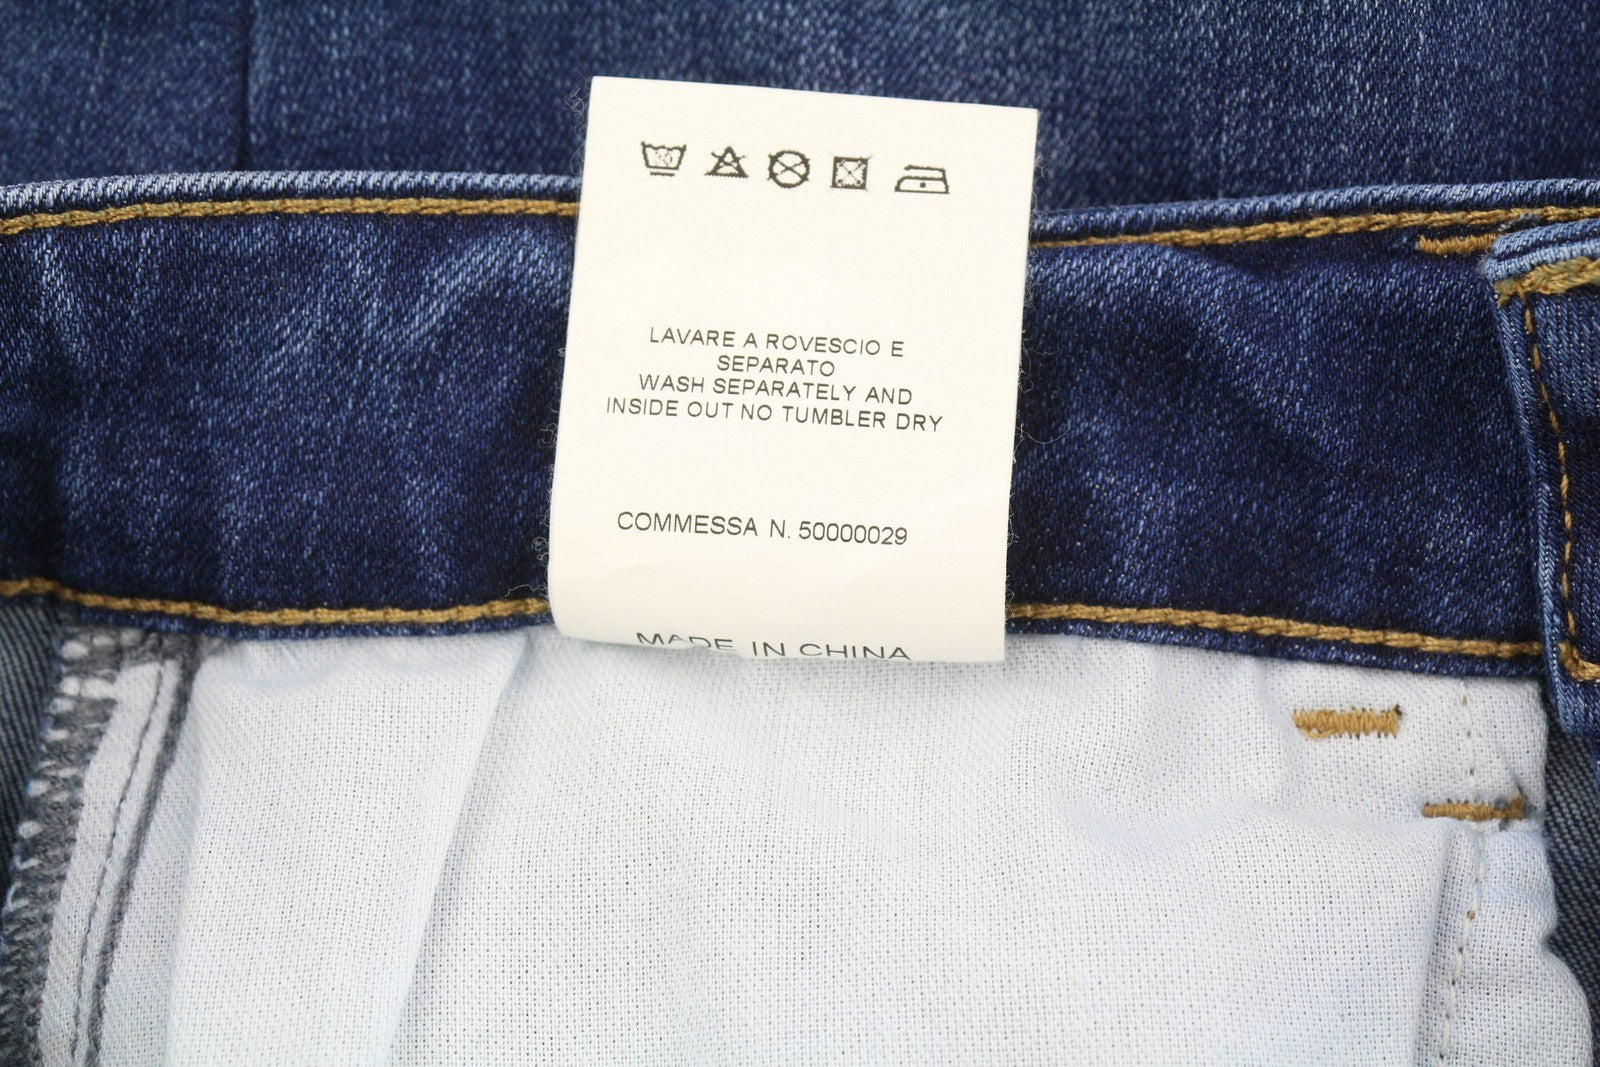 LAVARE A ROVESCIO E
SEPARATO
WASH SEPARATELY AND
INSIDE OUT NO TUMBLER DRY
COMMESSA N. 50000029
MADE IN CHINA